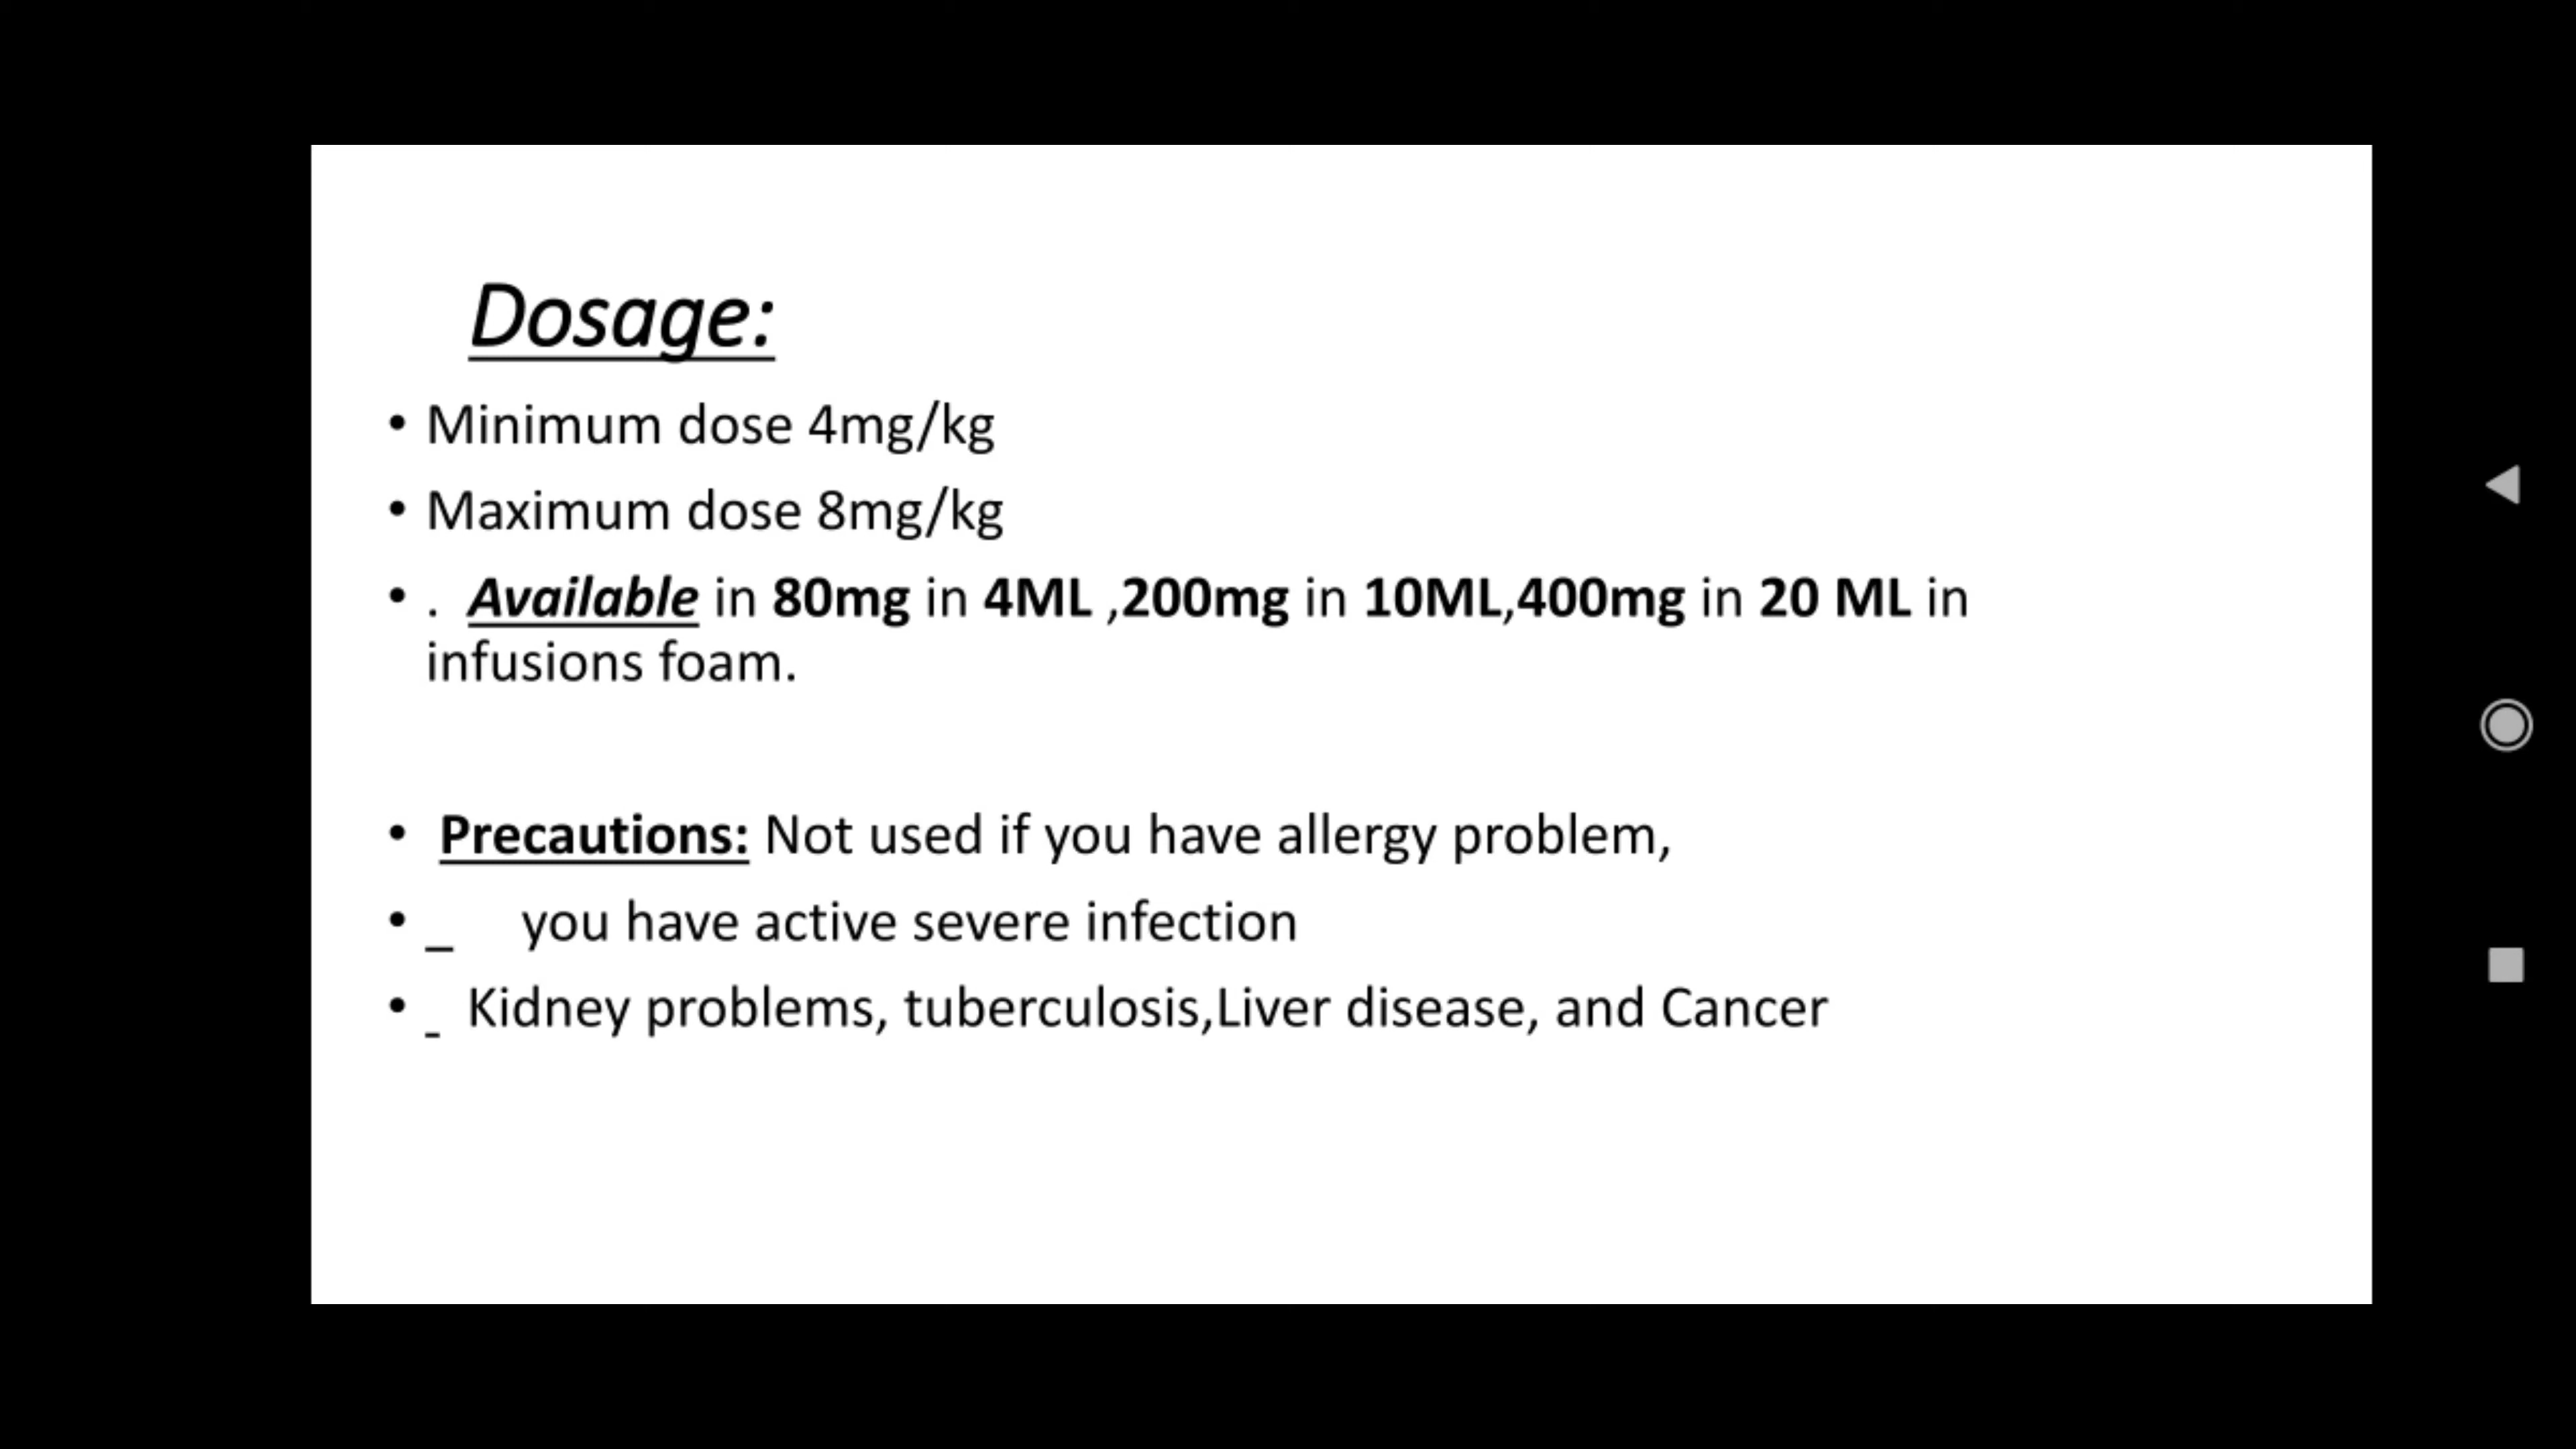 Dosage:
• Minimum dose 4mg/kg
• Maximum dose 8mg/kg
• . Available in 80mg in 4ML ,200mg in 10ML,400mg in 20 ML in
infusions foam.
• Precautions: Not used if you have allergy problem,
• _ you have active severe infection
• - Kidney problems, tuberculosis,Liver disease, and Cancer